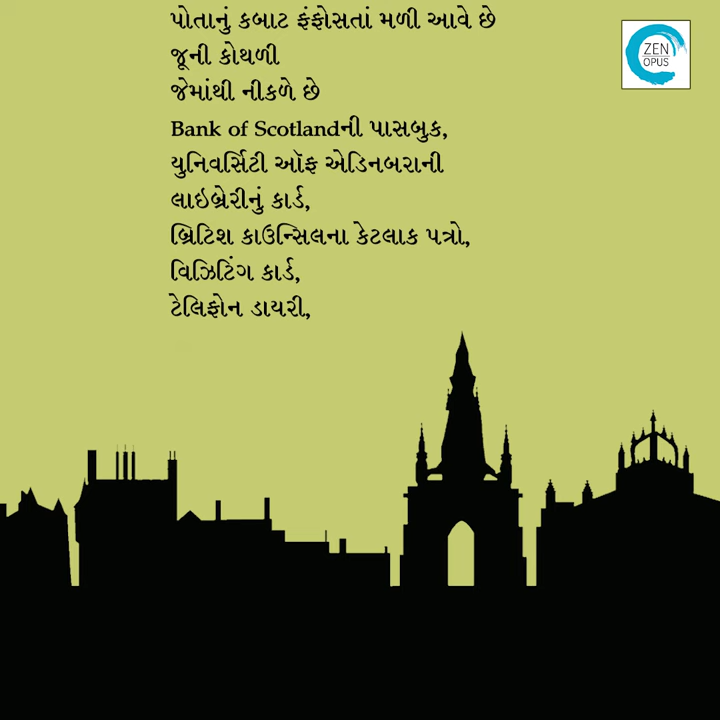 પોતાનું કબાટ ફંફોસતાં મળી આવે છે
જૂની કોથળી
જેમાંથી નીકળે છે
Bank of Scotlandની પાસબુક,
યુનિવર્સિટી ઑફ એડિનબરાની
લાઇબ્રેરીનું કાર્ડ,
બ્રિટિશ કાઉન્સિલના કેટલાક પત્રો,
વિઝિટિંગ કાર્ડ,
ટેલિફોન ડાયરી,
ZEN
OPUS